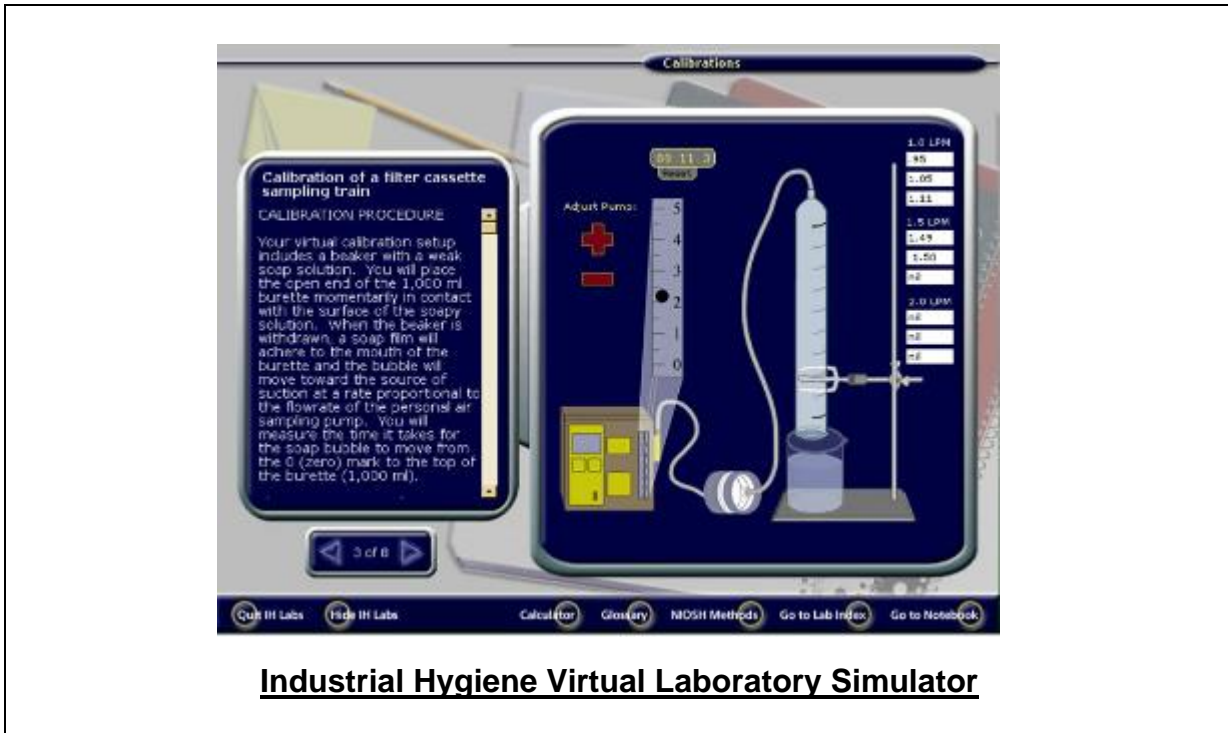 Calibrations
Calibration of a filter cassette
sampling train
CALIBRATION PROCEDURE
Your virtual calibration setup
includes a beaker with a weak
soap solution. You will place
the open end of the 1,000 ml
burette momentarily in contact
with the surface of the soapy
solution. When the beaker is
withdrawn, a soap film will
adhere to the mouth of the
burette and the bubble will
move toward the source of
suction at a rate proportional to
the flowrate of the personal air
sampling pump. You will
measure the time it takes for
the soap bubble to move from
the 0 (zero) mark to the top of
the burette (1,000 ml).
3 of 8
Reset
Adjust Pump:
5
4
3
2
1
0
1.0 LPM
.95
1.05
1.11
1.5 LPM
1.49
1.50
2.0 LPM
Quit IH Labs
Hide IH Labs
Calculator
Glossary
NIOSH Methods
Go to Lab Index
Go to Notebook
Industrial Hygiene Virtual Laboratory Simulator